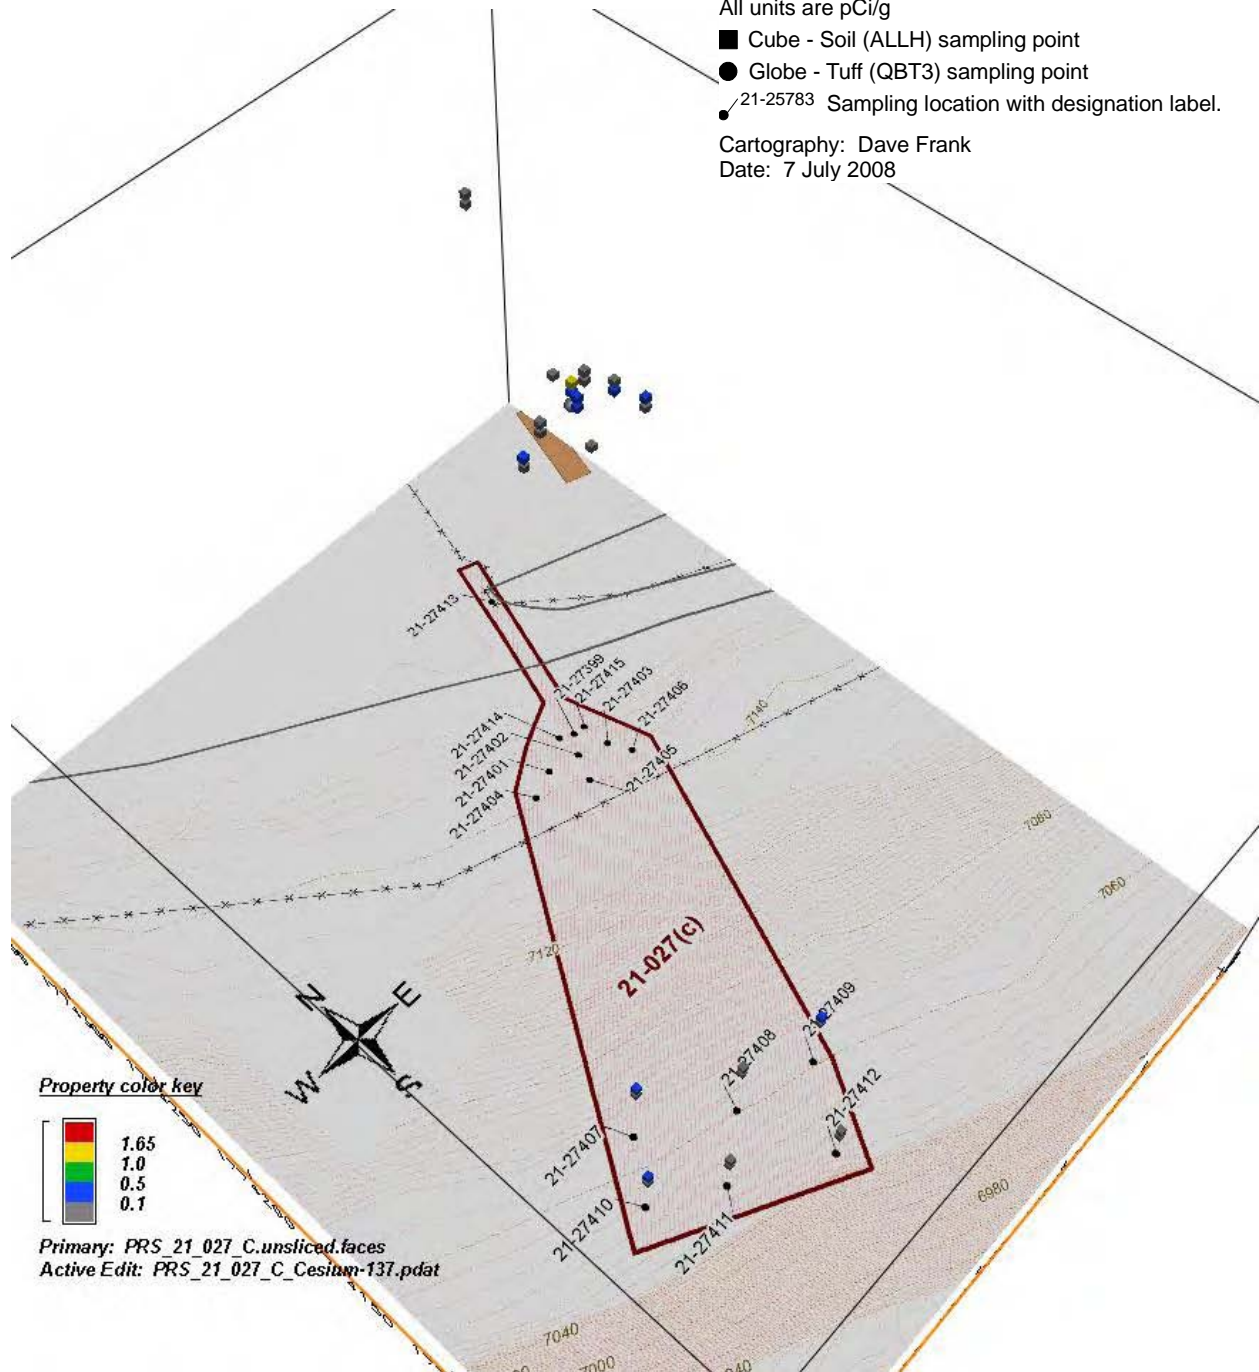 All units are pCi/g
Cube - Soil (ALLH) sampling point
Globe - Tuff (QBT3) sampling point
21-25783 Sampling location with designation label.
Cartography: Dave Frank
Date: 7 July 2008
21-27413
21-27399
21-27415
21-27403
21-27406
21-27414
21-27402
21-27401
21-27404
21-27405
7140
7080
7060
7120
21-027(c)
N
E
W
S
21-27409
21-27408
21-27412
21-27407
21-27410
21-27411
6980
7040
7000
Property color key
1.65
1.0
0.5
0.1
Primary: PRS_21_027_C.unsliced.faces
Active Edit: PRS_21_027_C_Cesium-137.pdat